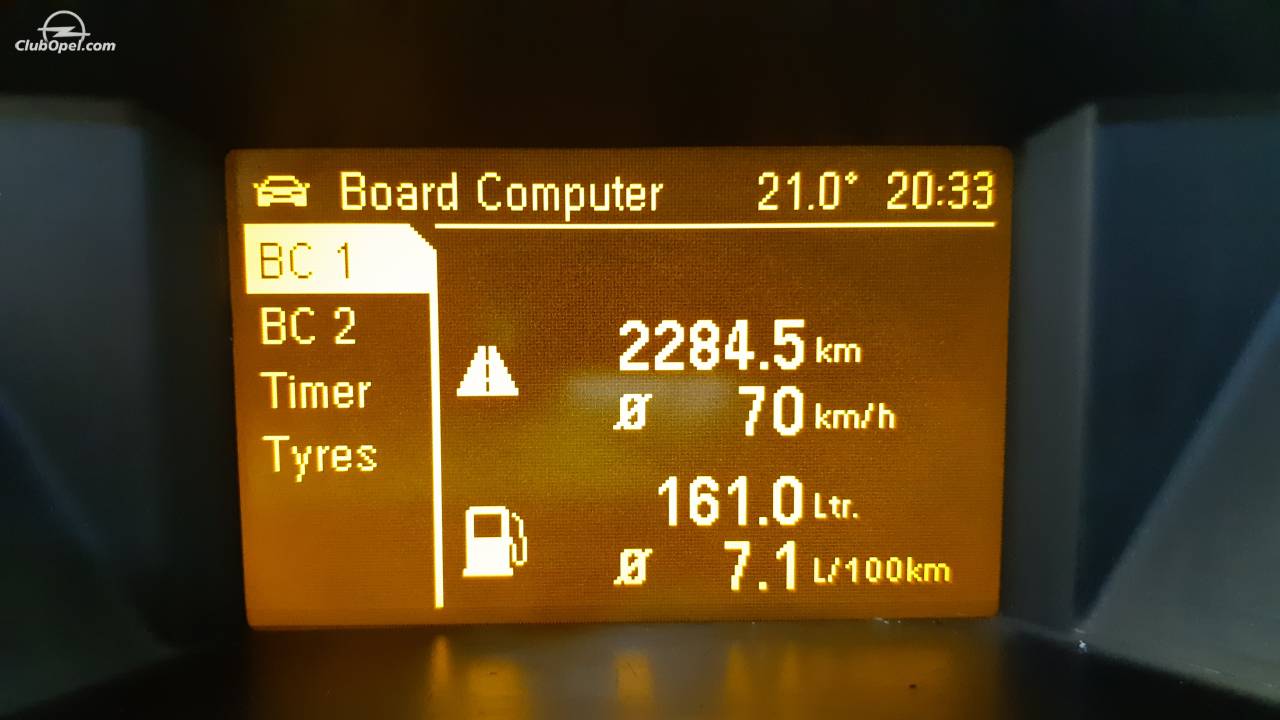 ClubOpel.com
Board Computer 21.0° 20:33
BC 1
BC 2
Timer
Tyres
2284.5 km
Ø 70 km/h
161.0 Ltr.
Ø 7.1 L/100km